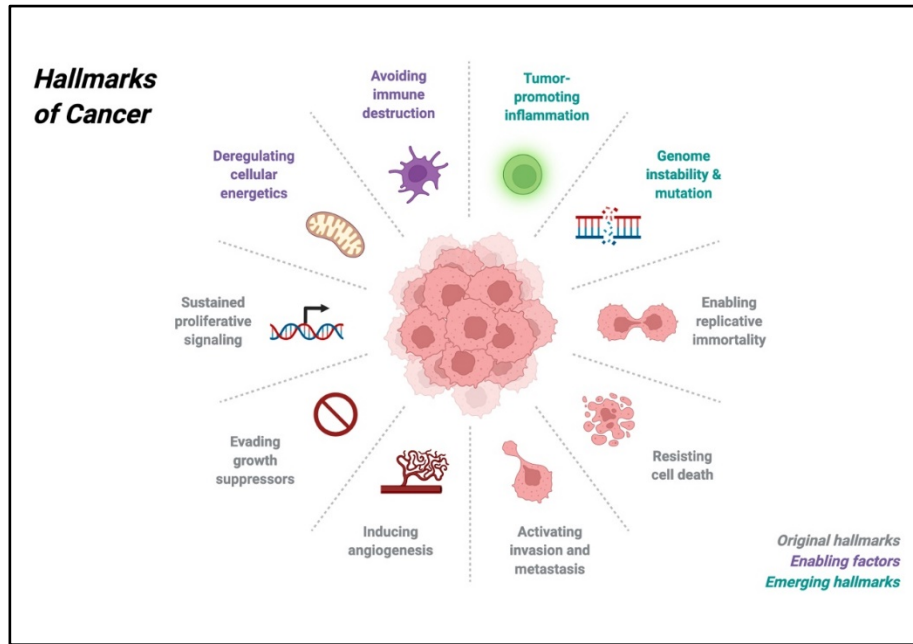 Hallmarks
of Cancer
Avoiding
immune
destruction
Tumor-
promoting
inflammation
Deregulating
cellular
energetics
Genome
instability &
mutation
Sustained
proliferative
signaling
Enabling
replicative
immortality
Evading
growth
suppressors
Resisting
cell death
Inducing
angiogenesis
Activating
invasion and
metastasis
Original hallmarks
Enabling factors
Emerging hallmarks